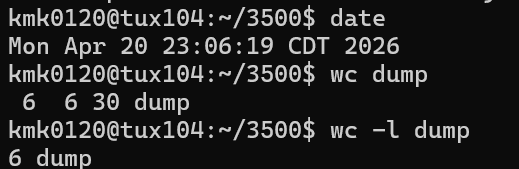 kmk0120@tux104:~/3500$ date
Mon Apr 20 23:06:19 CDT 2026
kmk0120@tux104:~/3500$ wc dump
 6  6 30 dump
kmk0120@tux104:~/3500$ wc -l dump
6 dump